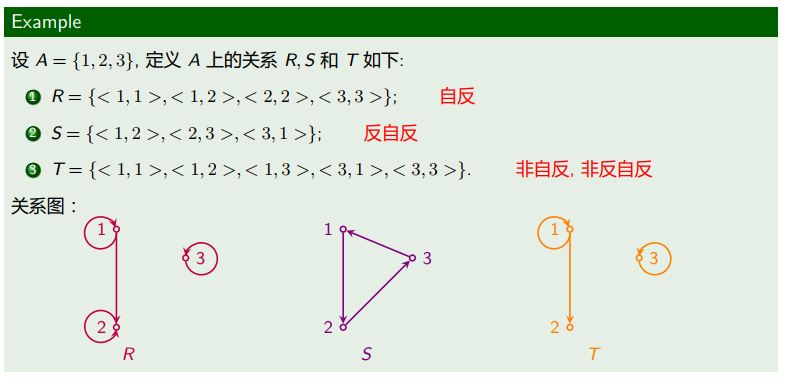 Example
设 A = {1, 2, 3}, 定义 A 上的关系 R, S 和 T 如下:
1 R = {< 1, 1 >, < 1, 2 >, < 2, 2 >, < 3, 3 >}; 自反
2 S = {< 1, 2 >, < 2, 3 >, < 3, 1 >}; 反自反
3 T = {< 1, 1 >, < 1, 2 >, < 1, 3 >, < 3, 1 >, < 3, 3 >}. 非自反, 非反自反
关系图：
1 3 1 3 1 3
2 2 2
R S T